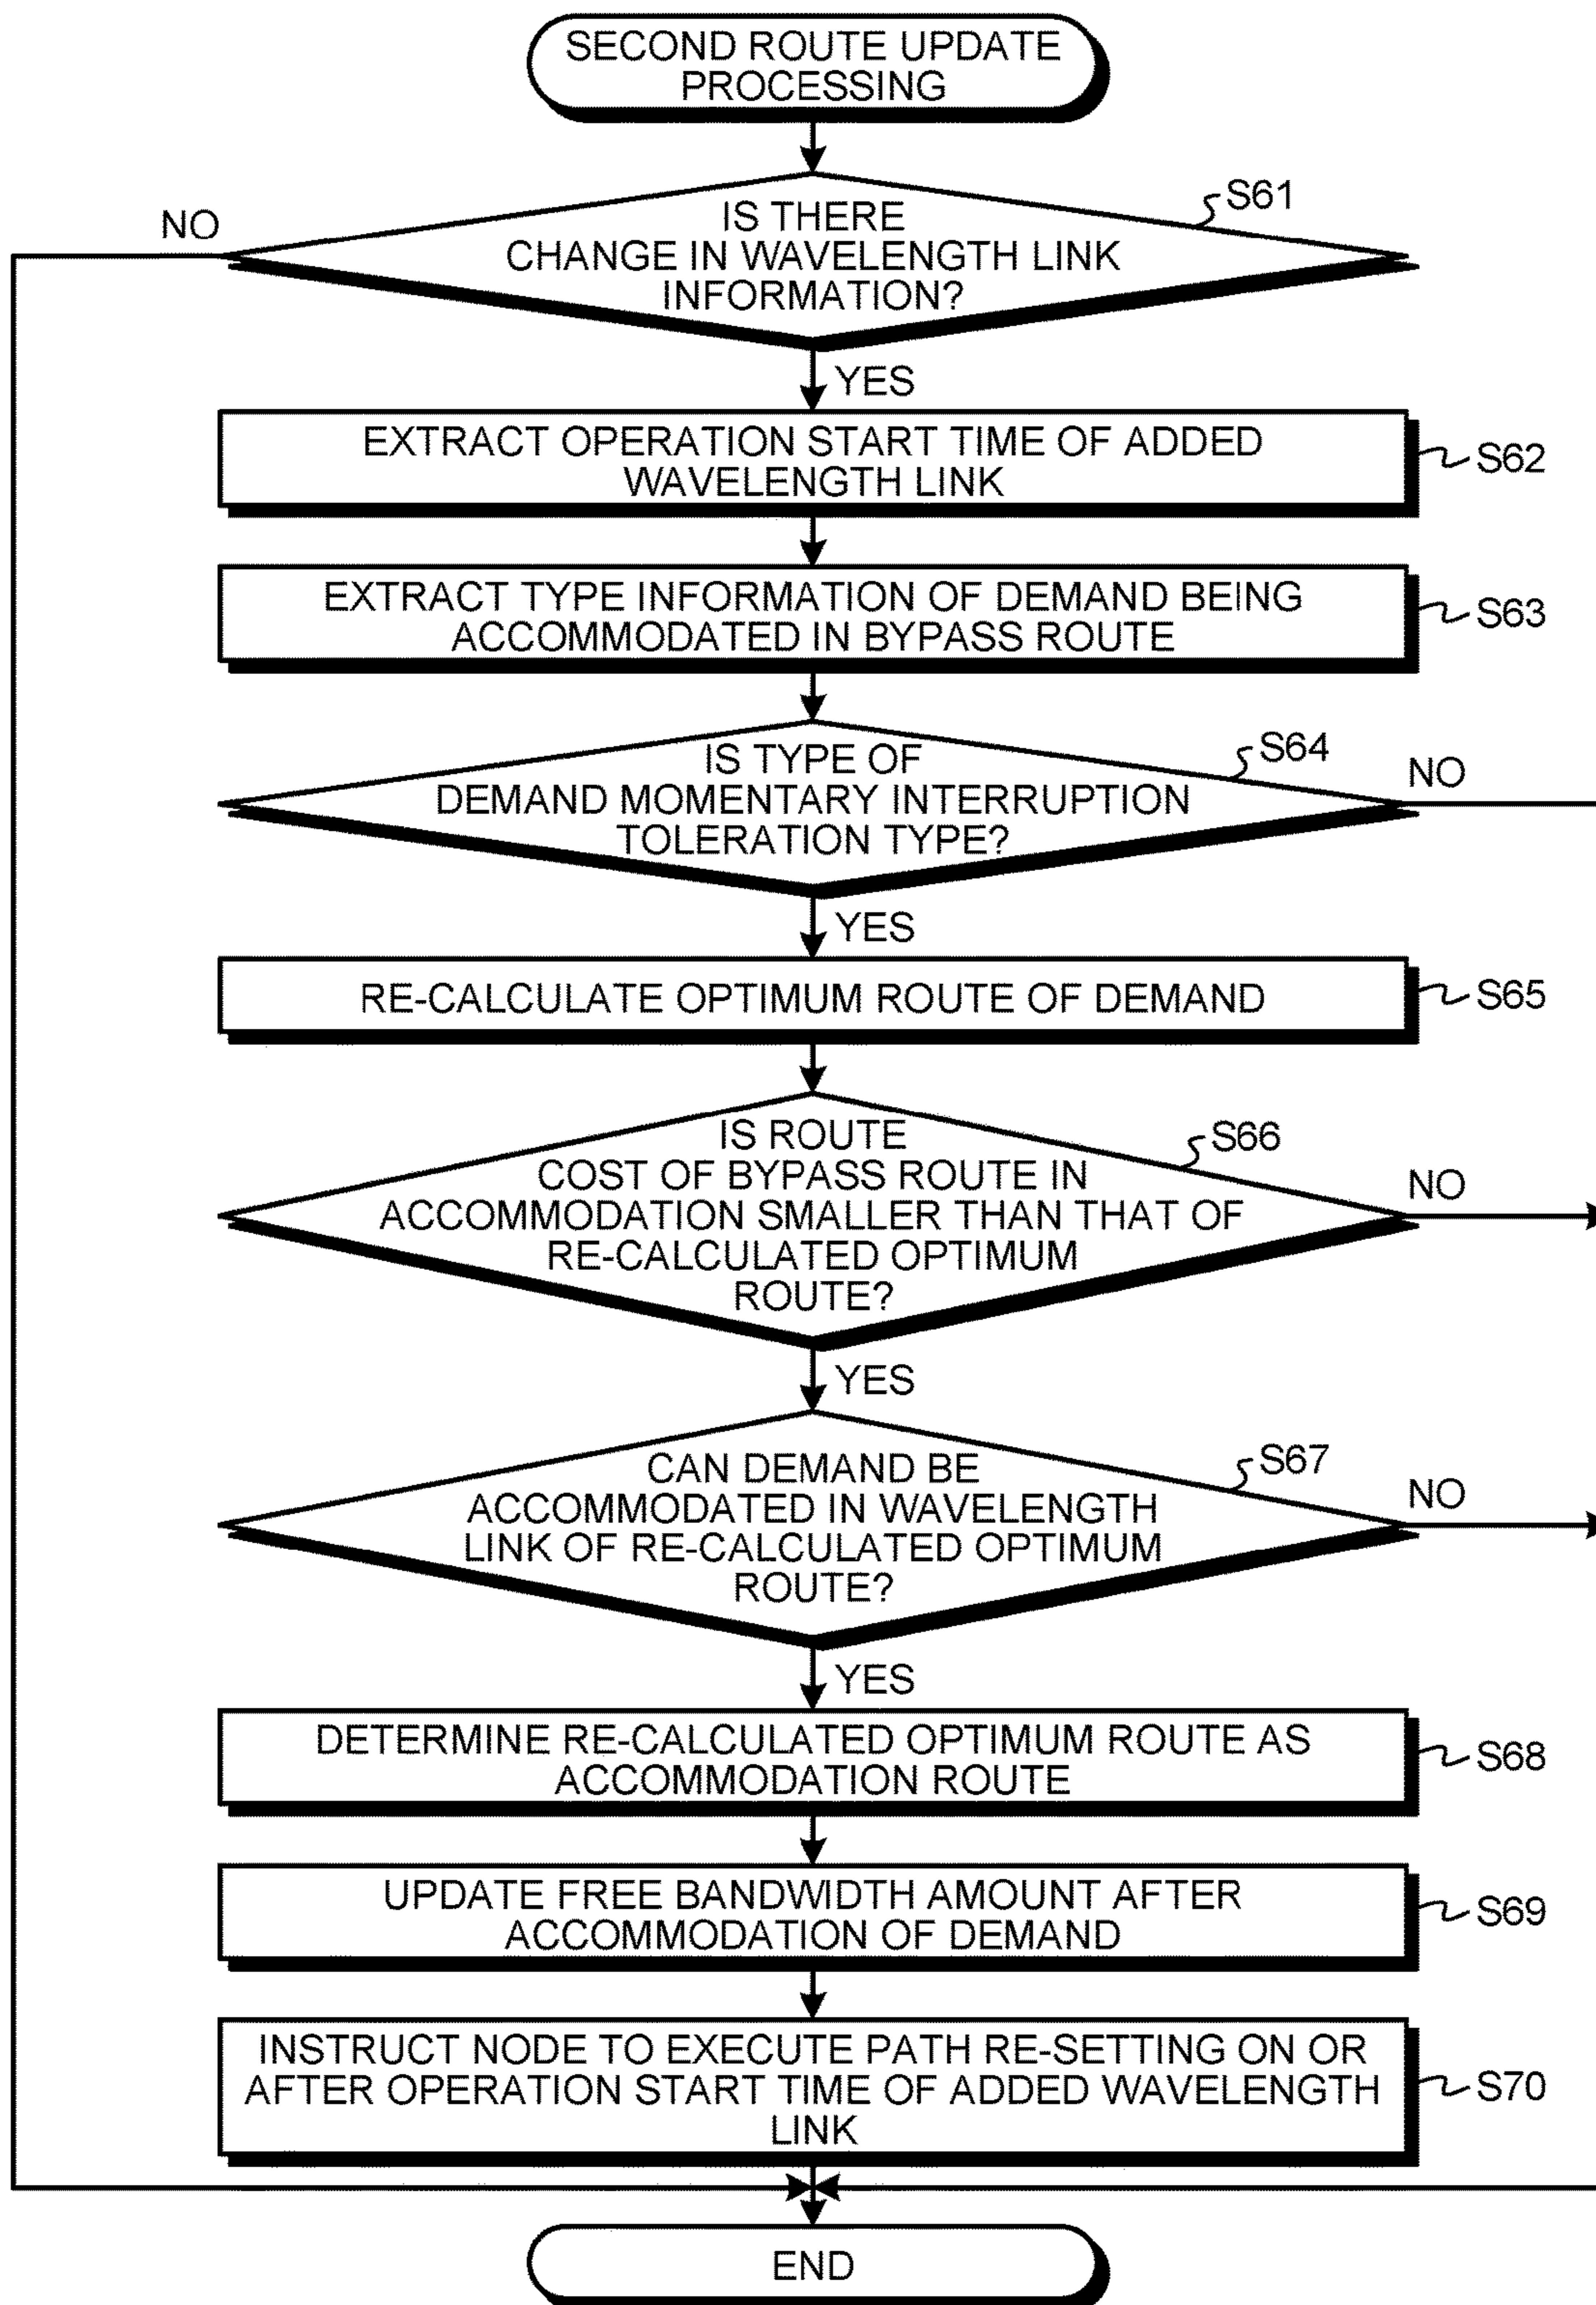 SECOND ROUTE UPDATE
PROCESSING
S61
NO
IS THERE
CHANGE IN WAVELENGTH LINK
INFORMATION?
YES
EXTRACT OPERATION START TIME OF ADDED
WAVELENGTH LINK
S62
EXTRACT TYPE INFORMATION OF DEMAND BEING
ACCOMMODATED IN BYPASS ROUTE
S63
S64
NO
IS TYPE OF
DEMAND MOMENTARY INTERRUPTION
TOLERATION TYPE?
YES
RE-CALCULATE OPTIMUM ROUTE OF DEMAND
S65
S66
NO
IS ROUTE
COST OF BYPASS ROUTE IN
ACCOMMODATION SMALLER THAN THAT OF
RE-CALCULATED OPTIMUM
ROUTE?
YES
S67
NO
CAN DEMAND BE
ACCOMMODATED IN WAVELENGTH
LINK OF RE-CALCULATED OPTIMUM
ROUTE?
YES
DETERMINE RE-CALCULATED OPTIMUM ROUTE AS
ACCOMMODATION ROUTE
S68
UPDATE FREE BANDWIDTH AMOUNT AFTER
ACCOMMODATION OF DEMAND
S69
INSTRUCT NODE TO EXECUTE PATH RE-SETTING ON OR
AFTER OPERATION START TIME OF ADDED WAVELENGTH
LINK
S70
END